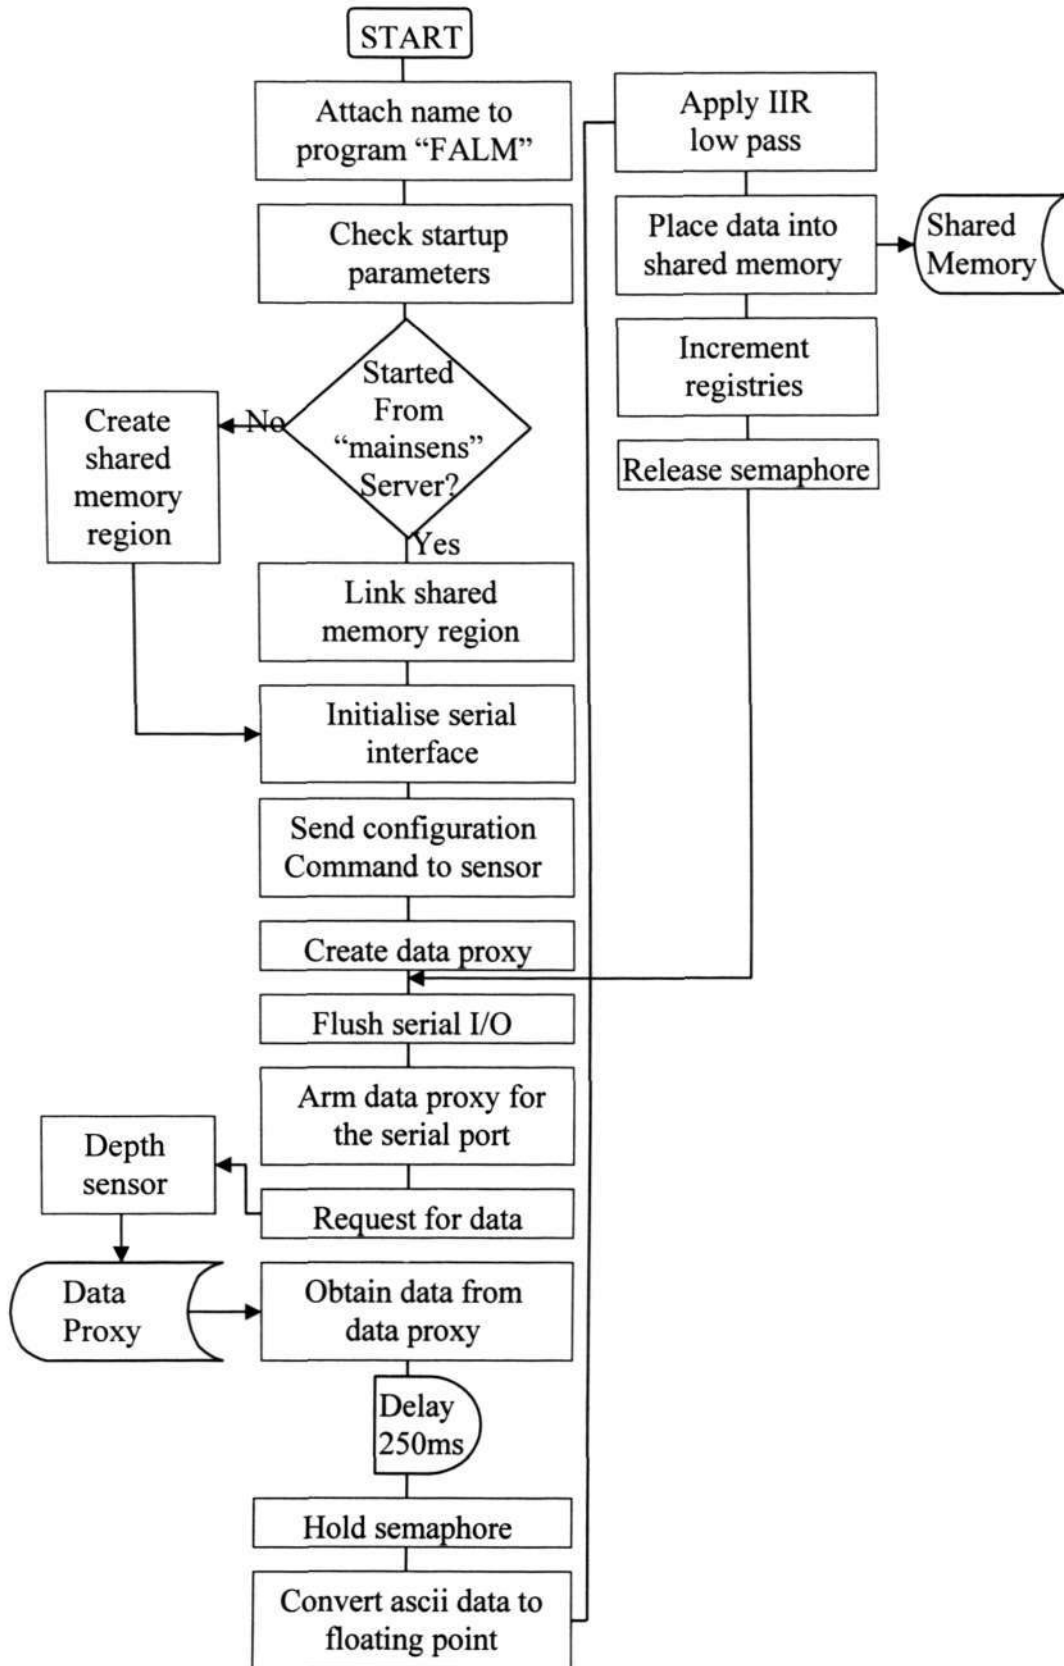 START
Attach name to
program “FALM”
Check startup
parameters
Started
From
“mainsens”
Server?
No
Create
shared
memory
region
Yes
Link shared
memory region
Initialise serial
interface
Send configuration
Command to sensor
Create data proxy
Flush serial I/O
Arm data proxy for
the serial port
Request for data
Depth
sensor
Data
Proxy
Obtain data from
data proxy
Delay
250ms
Hold semaphore
Convert ascii data to
floating point
Apply IIR
low pass
Place data into
shared memory
Shared
Memory
Increment
registries
Release semaphore